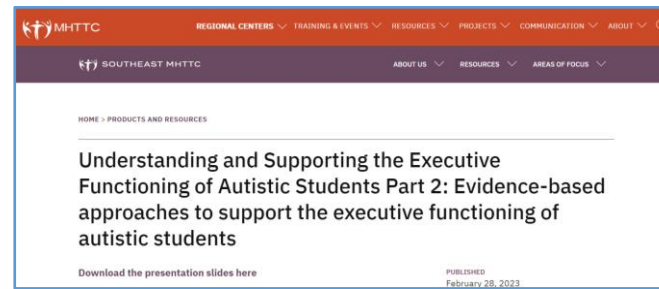 MHTTC
REGIONAL CENTERS TRAINING & EVENTS RESOURCES PROJECTS COMMUNICATION ABOUT
SOUTHEAST MHTTC
ABOUT US RESOURCES AREAS OF FOCUS
HOME > PRODUCTS AND RESOURCES
Understanding and Supporting the Executive
Functioning of Autistic Students Part 2: Evidence-based
approaches to support the executive functioning of
autistic students
Download the presentation slides here
PUBLISHED
February 28, 2023